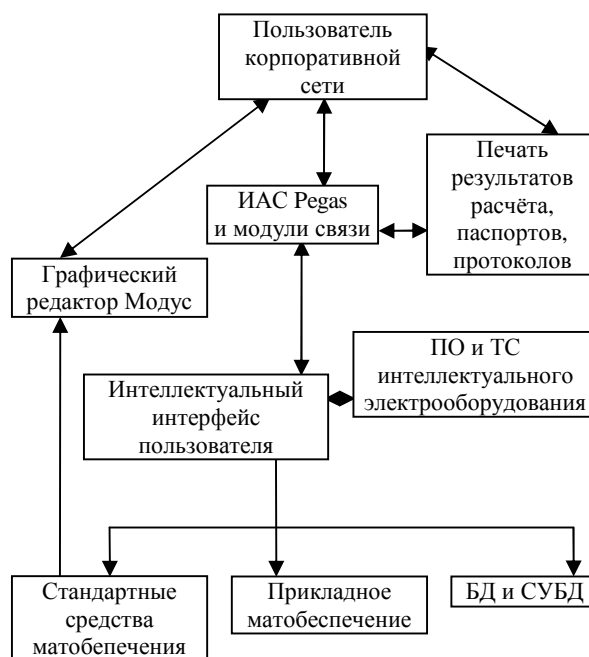 Пользователь
корпоративной
сети
Печать
результатов
расчёта,
паспортов,
протоколов
ИАС Pegas
и модули связи
Графический
редактор Модус
ПО и ТС
интеллектуального
электрооборудования
Интеллектуальный
интерфейс
пользователя
Стандартные
средства
матобепечения
Прикладное
матобеспечение
БД и СУБД